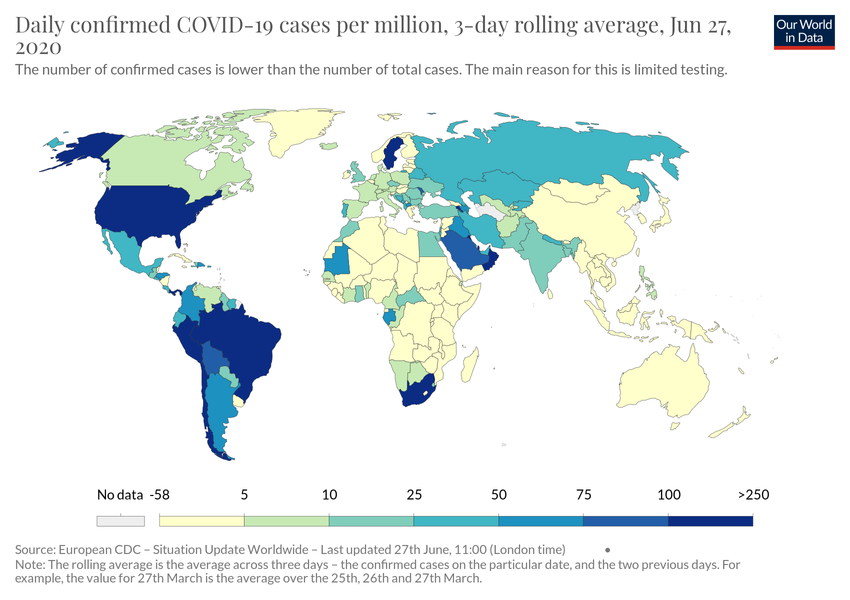 Daily confirmed COVID-19 cases per million, 3-day rolling average, Jun 27,
2020
Our World
in Data
The number of confirmed cases is lower than the number of total cases. The main reason for this is limited testing.
No data -58 5 10 25 50 75 100 >250
Source: European CDC – Situation Update Worldwide – Last updated 27th June, 11:00 (London time)
Note: The rolling average is the average across three days – the confirmed cases on the particular date, and the two previous days. For
example, the value for 27th March is the average over the 25th, 26th and 27th March.